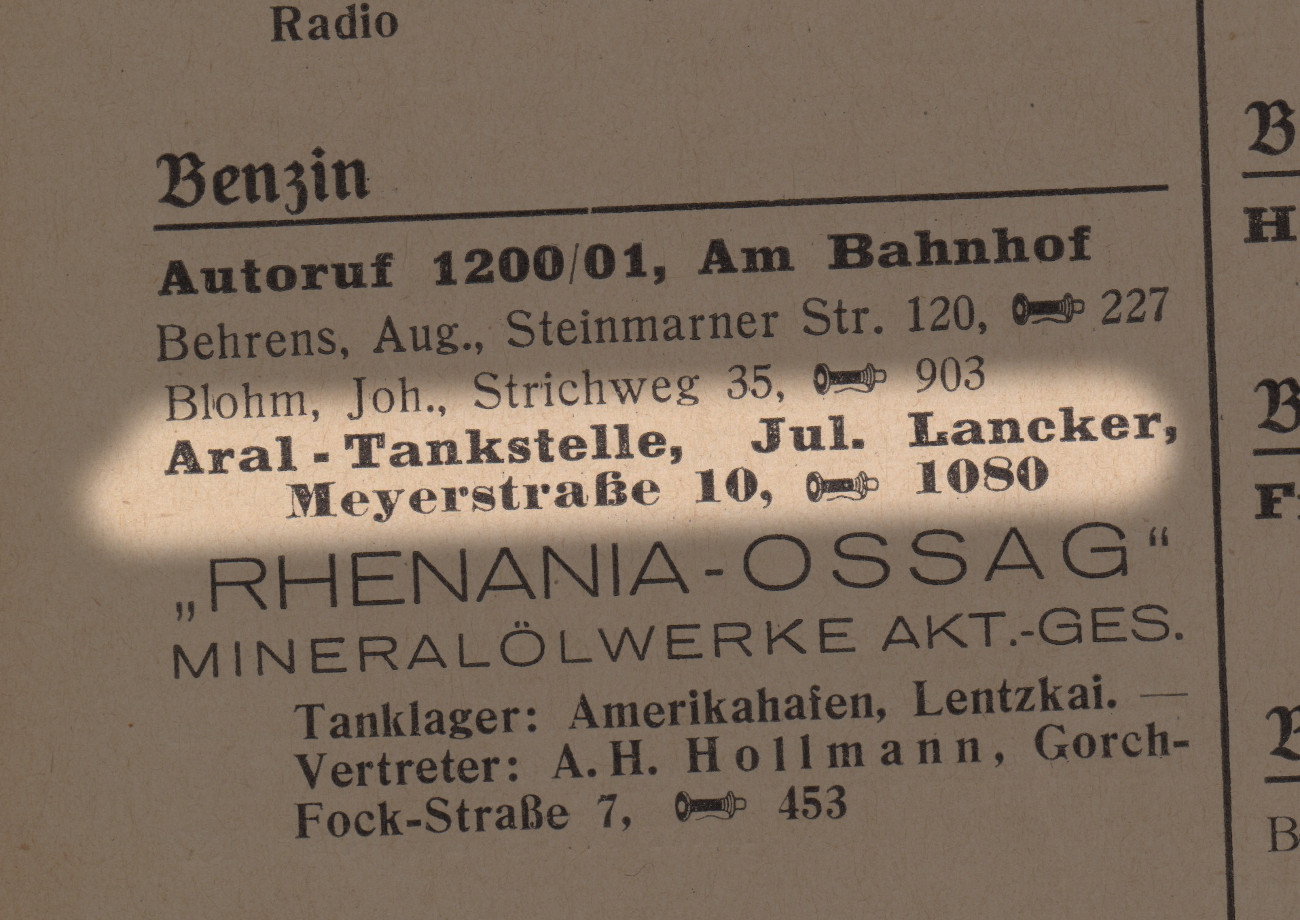 Radio
Benzin
Autoruf 1200/01, Am Bahnhof
Behrens, Aug., Steinmarner Str. 120, 227
Blohm, Joh., Strichweg 35, 903
Aral-Tankstelle, Jul. Lancker,
Meyerstraße 10, 1080
„RHENANIA-OSSAG“
MINERALÖLWERKE AKT.-GES.
Tanklager: Amerikahafen, Lentzkai. —
Vertreter: A. H. Hollmann, Gorch-
Fock-Straße 7, 453
B
H
B
F
B
B